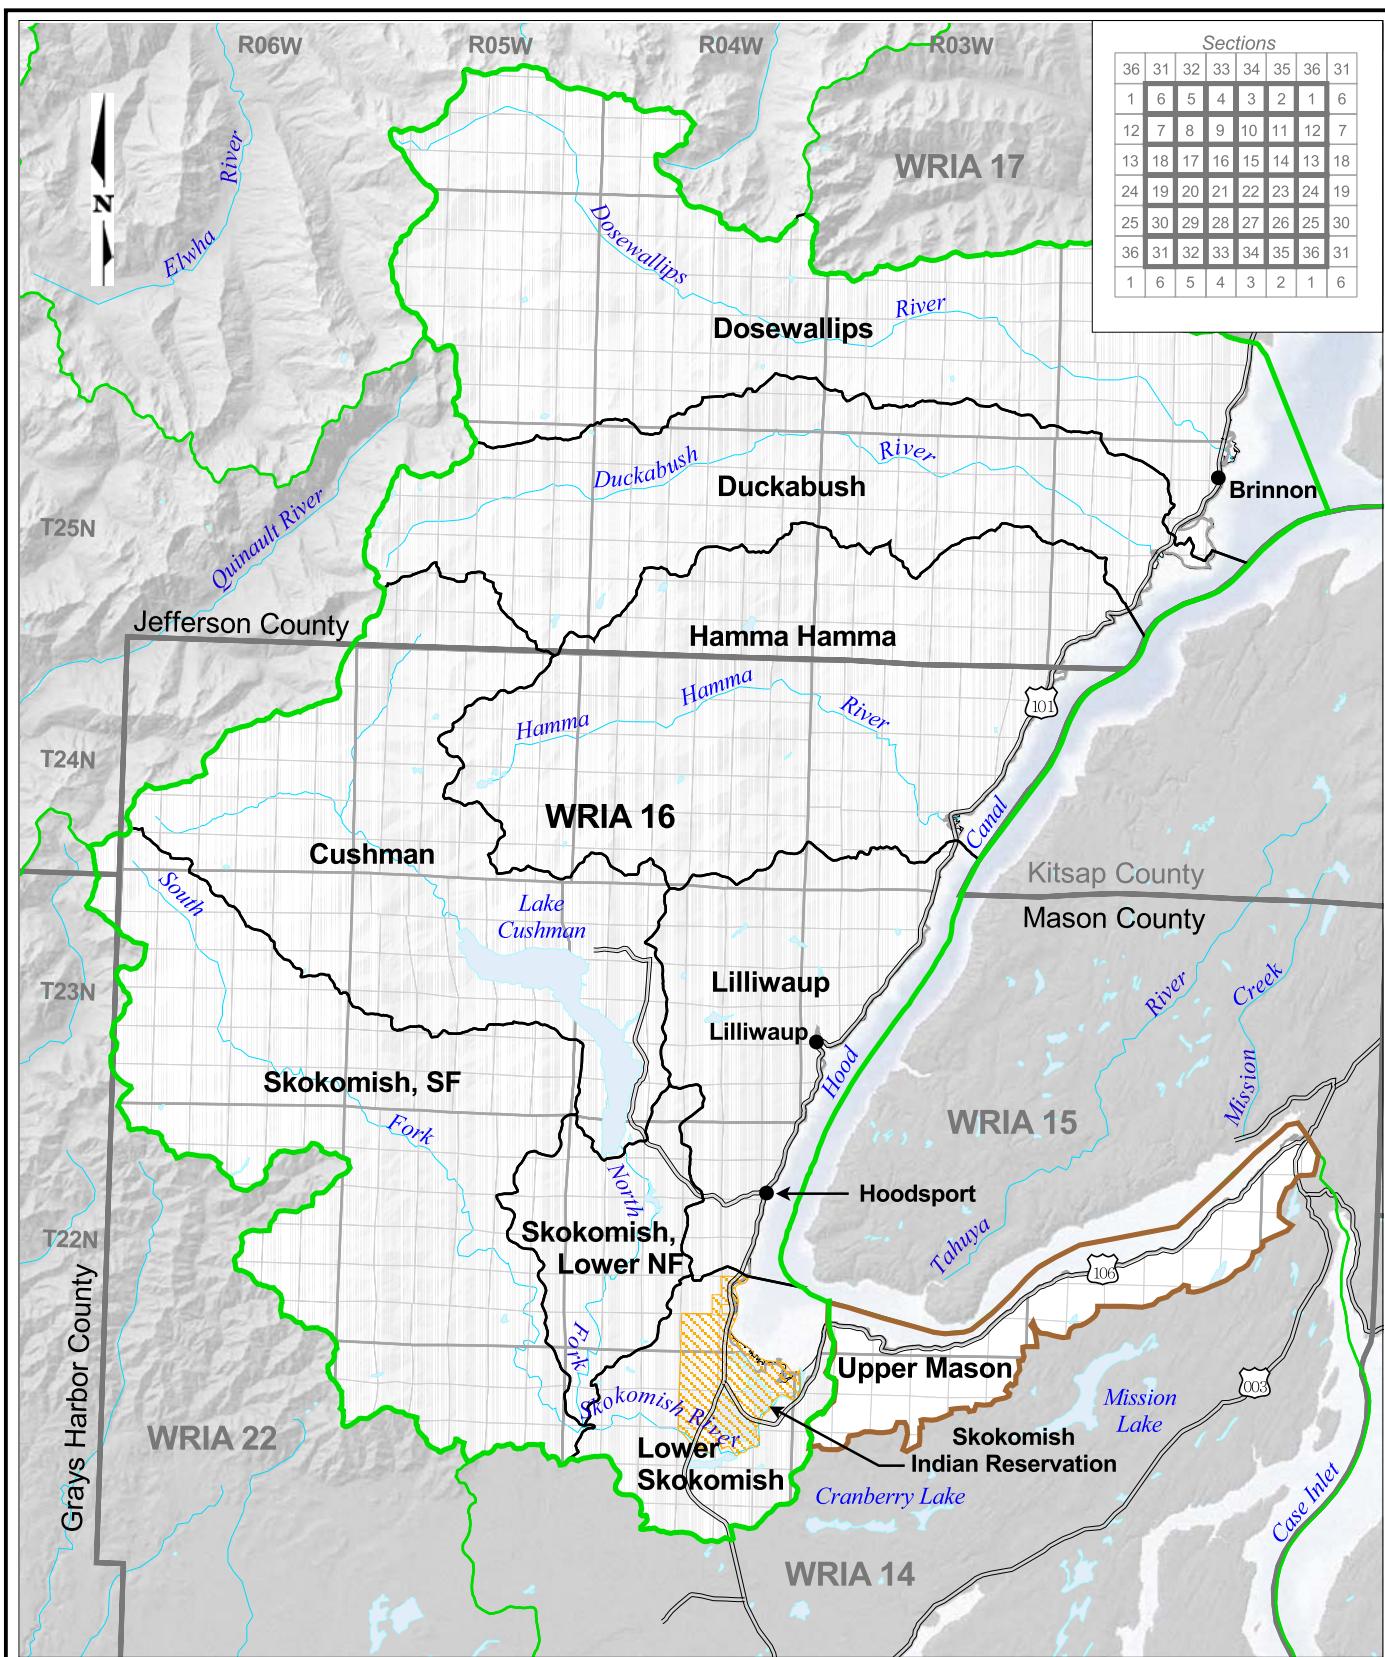 R06W
R05W
R04W
R03W
Sections
36 31 32 33 34 35 36 31
1 6 5 4 3 2 1 6
12 7 8 9 10 11 12 7
13 18 17 16 15 14 13 18
24 19 20 21 22 23 24 19
25 30 29 28 27 26 25 30
36 31 32 33 34 35 36 31
1 6 5 4 3 2 1 6
N
Elwha
River
WRIA 17
Dosewallips
River
Dosewallips
Duckabush
River
Duckabush
Brinnon
T25N
Quinault River
Jefferson County
Hamma Hamma
Hamma
Hamma
River
101
T24N
WRIA 16
Canal
Cushman
South
Kitsap County
Mason County
Lake
Cushman
T23N
Lilliwaup
Lilliwaup
River
Creek
Hood
Mission
Skokomish, SF
Fork
WRIA 15
North
Hoodsport
T22N
Skokomish,
Lower NF
Tahuya
106
Grays Harbor County
Fork
Upper Mason
003
Skokomish River
Mission
Lake
WRIA 22
Lower
Skokomish
Skokomish
Indian Reservation
Cranberry Lake
Case Inlet
WRIA 14